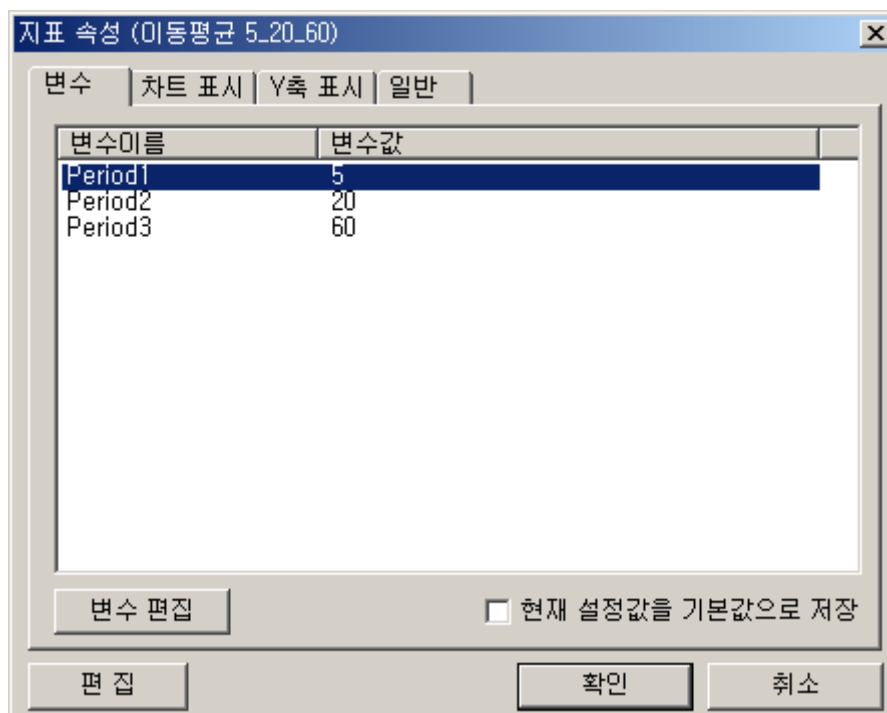 지표 속성 (이동평균 5_20_60)
변수 차트 표시 Y축 표시 일반
변수이름 변수값
Period1 5
Period2 20
Period3 60
변수 편집 현재 설정값을 기본값으로 저장
편 집 확인 취소